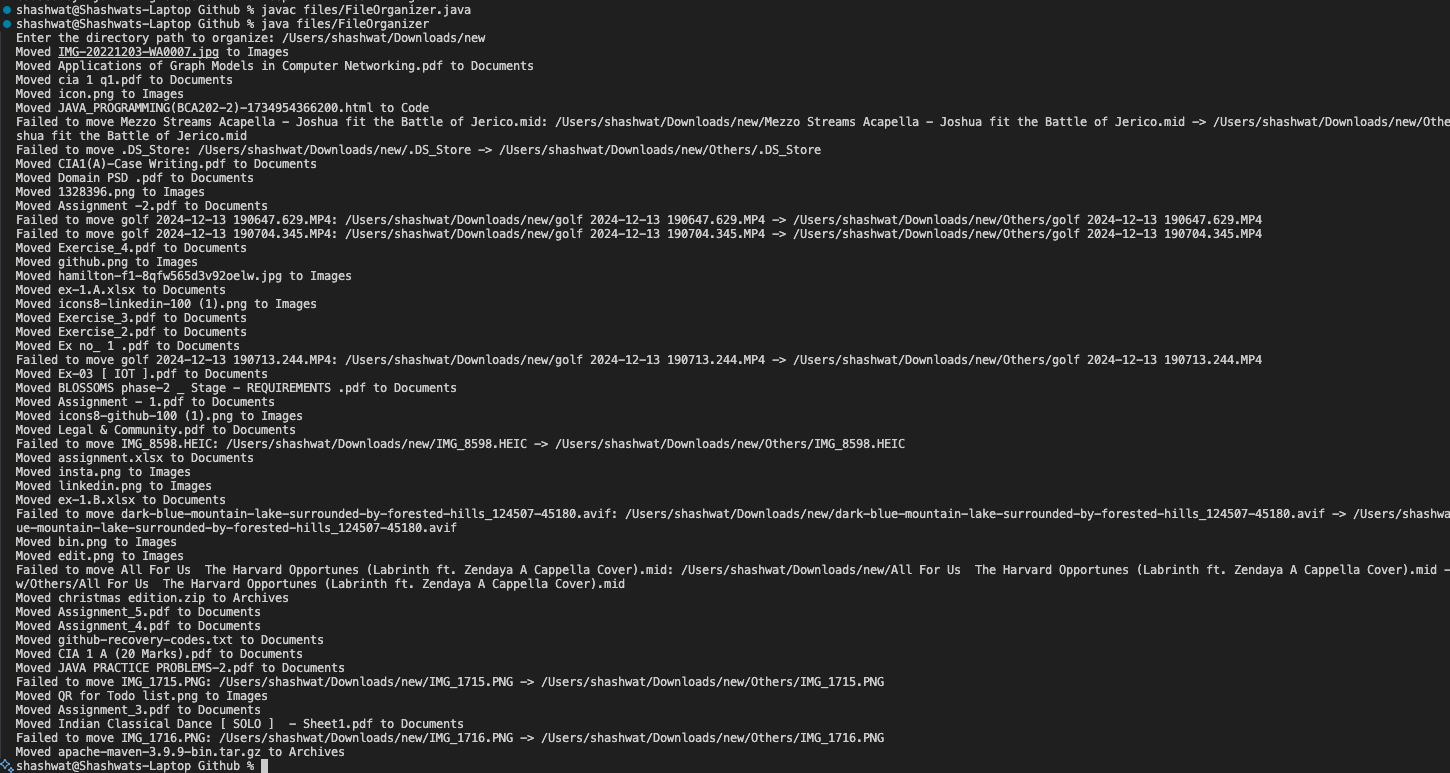 shashwat@Shashwats-Laptop Github % javac files/FileOrganizer.java
shashwat@Shashwats-Laptop Github % java files/FileOrganizer
Enter the directory path to organize: /Users/shashwat/Downloads/new
Moved IMG-20221203-WA0007.jpg to Images
Moved Applications of Graph Models in Computer Networking.pdf to Documents
Moved cia 1 q1.pdf to Documents
Moved icon.png to Images
Moved JAVA_PROGRAMMING(BCA202-2)-1734954366200.html to Code
Failed to move Mezzo Streams Acapella - Joshua fit the Battle of Jerico.mid: /Users/shashwat/Downloads/new/Mezzo Streams Acapella - Joshua fit the Battle of Jerico.mid -> /Users/shashwat/Downloads/new/Othe
shua fit the Battle of Jerico.mid
Failed to move .DS_Store: /Users/shashwat/Downloads/new/.DS_Store -> /Users/shashwat/Downloads/new/Others/.DS_Store
Moved CIA1(A)-Case Writing.pdf to Documents
Moved Domain PSD .pdf to Documents
Moved 1328396.png to Images
Moved Assignment -2.pdf to Documents
Failed to move golf 2024-12-13 190647.629.MP4: /Users/shashwat/Downloads/new/golf 2024-12-13 190647.629.MP4 -> /Users/shashwat/Downloads/new/Others/golf 2024-12-13 190647.629.MP4
Failed to move golf 2024-12-13 190704.345.MP4: /Users/shashwat/Downloads/new/golf 2024-12-13 190704.345.MP4 -> /Users/shashwat/Downloads/new/Others/golf 2024-12-13 190704.345.MP4
Moved Exercise_4.pdf to Documents
Moved github.png to Images
Moved hamilton-f1-8qfw565d3v92oelw.jpg to Images
Moved ex-1.A.xlsx to Documents
Moved icons8-linkedin-100 (1).png to Images
Moved Exercise_3.pdf to Documents
Moved Exercise_2.pdf to Documents
Moved Ex no_ 1 .pdf to Documents
Failed to move golf 2024-12-13 190713.244.MP4: /Users/shashwat/Downloads/new/golf 2024-12-13 190713.244.MP4 -> /Users/shashwat/Downloads/new/Others/golf 2024-12-13 190713.244.MP4
Moved Ex-03 [ IOT ].pdf to Documents
Moved BLOSSOMS phase-2 _ Stage - REQUIREMENTS .pdf to Documents
Moved Assignment - 1.pdf to Documents
Moved icons8-github-100 (1).png to Images
Moved Legal & Community.pdf to Documents
Failed to move IMG_8598.HEIC: /Users/shashwat/Downloads/new/IMG_8598.HEIC -> /Users/shashwat/Downloads/new/Others/IMG_8598.HEIC
Moved assignment.xlsx to Documents
Moved insta.png to Images
Moved linkedin.png to Images
Moved ex-1.B.xlsx to Documents
Failed to move dark-blue-mountain-lake-surrounded-by-forested-hills_124507-45180.avif: /Users/shashwat/Downloads/new/dark-blue-mountain-lake-surrounded-by-forested-hills_124507-45180.avif -> /Users/shashwa
ue-mountain-lake-surrounded-by-forested-hills_124507-45180.avif
Moved bin.png to Images
Moved edit.png to Images
Failed to move All For Us  The Harvard Opportunes (Labrinth ft. Zendaya A Cappella Cover).mid: /Users/shashwat/Downloads/new/All For Us  The Harvard Opportunes (Labrinth ft. Zendaya A Cappella Cover).mid -
w/Others/All For Us  The Harvard Opportunes (Labrinth ft. Zendaya A Cappella Cover).mid
Moved christmas edition.zip to Archives
Moved Assignment_5.pdf to Documents
Moved Assignment_4.pdf to Documents
Moved github-recovery-codes.txt to Documents
Moved CIA 1 A (20 Marks).pdf to Documents
Moved JAVA PRACTICE PROBLEMS-2.pdf to Documents
Failed to move IMG_1715.PNG: /Users/shashwat/Downloads/new/IMG_1715.PNG -> /Users/shashwat/Downloads/new/Others/IMG_1715.PNG
Moved QR for Todo list.png to Images
Moved Assignment_3.pdf to Documents
Moved Indian Classical Dance [ SOLO ]  - Sheet1.pdf to Documents
Failed to move IMG_1716.PNG: /Users/shashwat/Downloads/new/IMG_1716.PNG -> /Users/shashwat/Downloads/new/Others/IMG_1716.PNG
Moved apache-maven-3.9.9-bin.tar.gz to Archives
shashwat@Shashwats-Laptop Github %